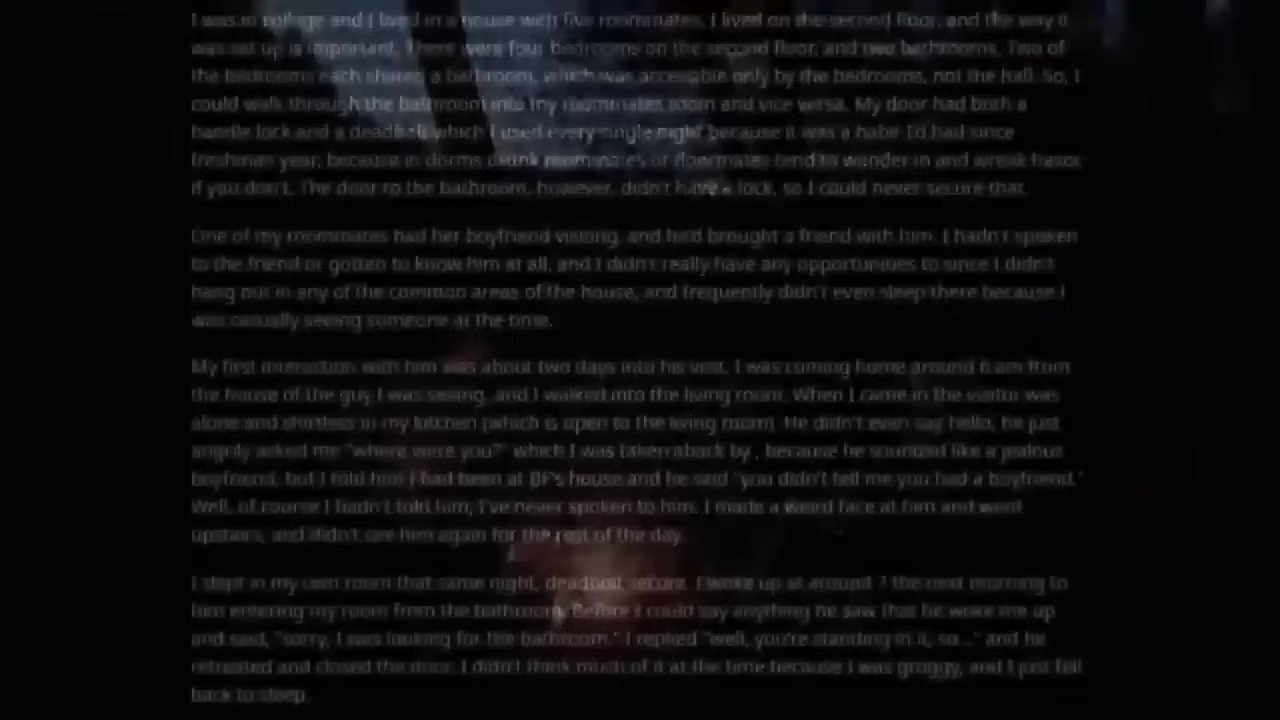 I was in college and I lived in a house with five roommates. I lived on the second floor, and the way it
was set up is important. There were four bedrooms on the second floor, and two bathrooms. Two of
the bedrooms each shared a bathroom, which was accessible only by the bedrooms, not the hall. So, I
could walk through the bathroom into my roommates room and vice versa. My door had both a
handle lock and a deadbolt which I used every single night because it was a habit I'd had since
freshman year, because in dorms drunk roommates or floormates tend to wander in and wreak havoc
if you don't. The door to the bathroom, however, didn't have a lock, so I could never secure that.
One of my roommates had her boyfriend visiting, and he'd brought a friend with him. I hadn't spoken
to the friend or gotten to know him at all, and I didn't really have any opportunities to since I didn't
hang out in any of the common areas of the house, and frequently didn't even sleep there because I
was casually seeing someone at the time.
My first interaction with him was about two days into his visit. I was coming home around 6 am from
the house of the guy I was seeing, and I walked into the living room. When I came in the visitor was
alone and shirtless in my kitchen (which is open to the living room). He didn't even say hello, he just
angrily asked me "where were you?" which I was taken aback by , because he sounded like a jealous
boyfriend, but I told him I had been at BF's house and he said "you didn't tell me you had a boyfriend."
Well, of course I hadn't told him, I've never spoken to him. I made a weird face at him and went
upstairs, and didn't see him again for the rest of the day.
I slept in my own room that same night, deadbolt secure. I woke up at around 7 the next morning to
him entering my room from the bathroom. Before I could say anything he saw that he woke me up
and said, "sorry, I was looking for the bathroom." I replied "well, you're standing in it, so..." and he
retreated and closed the door. I didn't think much of it at the time because I was groggy, and I just fell
back to sleep.